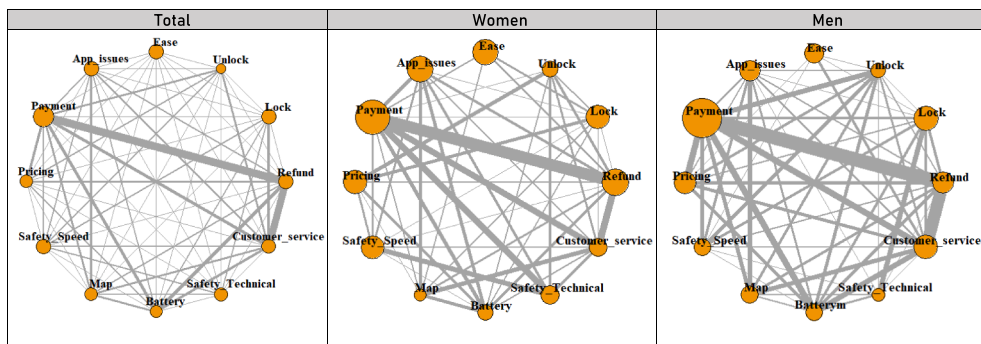 Total
Women
Men
Ease
App_issues
Unlock
Payment
Lock
Pricing
Refund
Safety_Speed
Customer_service
Map
Safety_Technical
Battery
Ease
App_issues
Unlock
Payment
Lock
Pricing
Refund
Safety_Speed
Customer_service
Map
Safety_Technical
Battery
Ease
App_issues
Unlock
Payment
Lock
Pricing
Refund
Safety_Speed
Customer_service
Map
Safety_Technical
Batterym